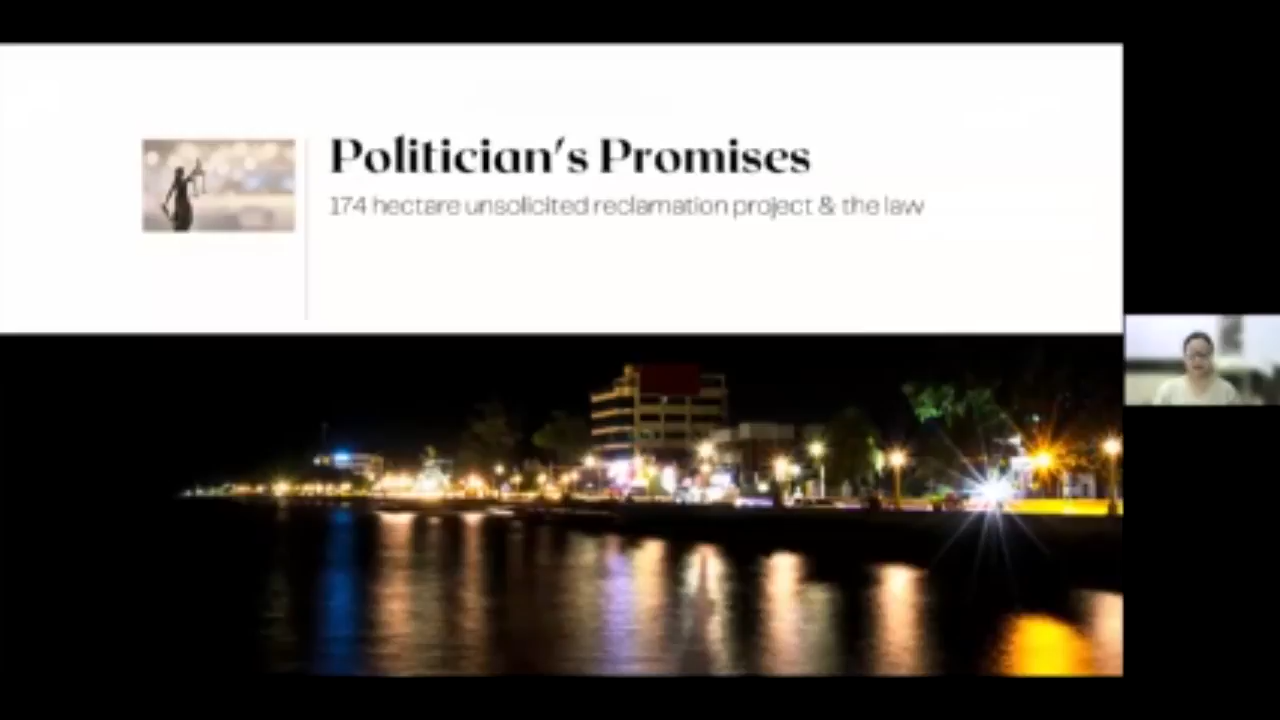 Politician's Promises
174 hectare unsolicited reclamation project & the law